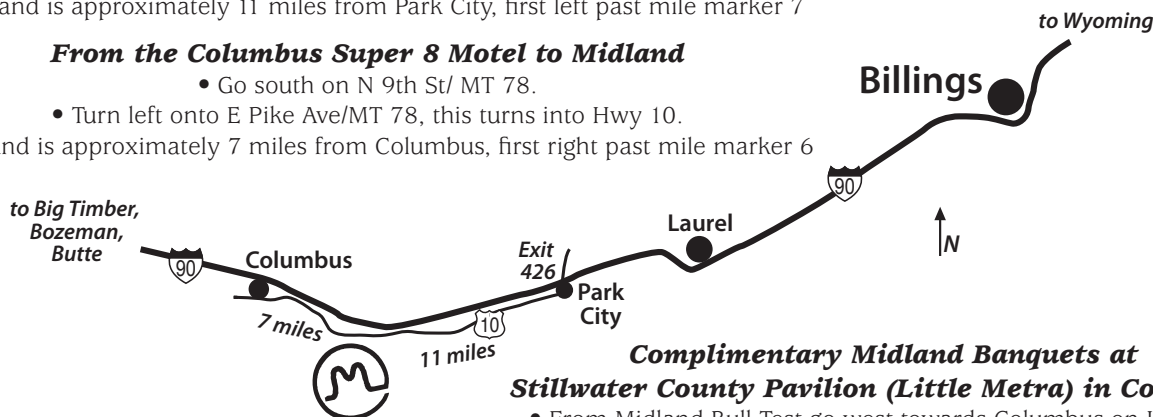 and is approximately 11 miles from Park City, first left past mile marker 7
to Wyoming
From the Columbus Super 8 Motel to Midland
• Go south on N 9th St/ MT 78.
• Turn left onto E Pike Ave/MT 78, this turns into Hwy 10.
nd is approximately 7 miles from Columbus, first right past mile marker 6
Billings
90
to Big Timber,
Bozeman,
Butte
90
Columbus
Exit
426
Laurel
N
Park
City
7 miles
10
11 miles
Complimentary Midland Banquets at
Stillwater County Pavilion (Little Metra) in Co
• From Midland Bull Test go west towards Columbus on